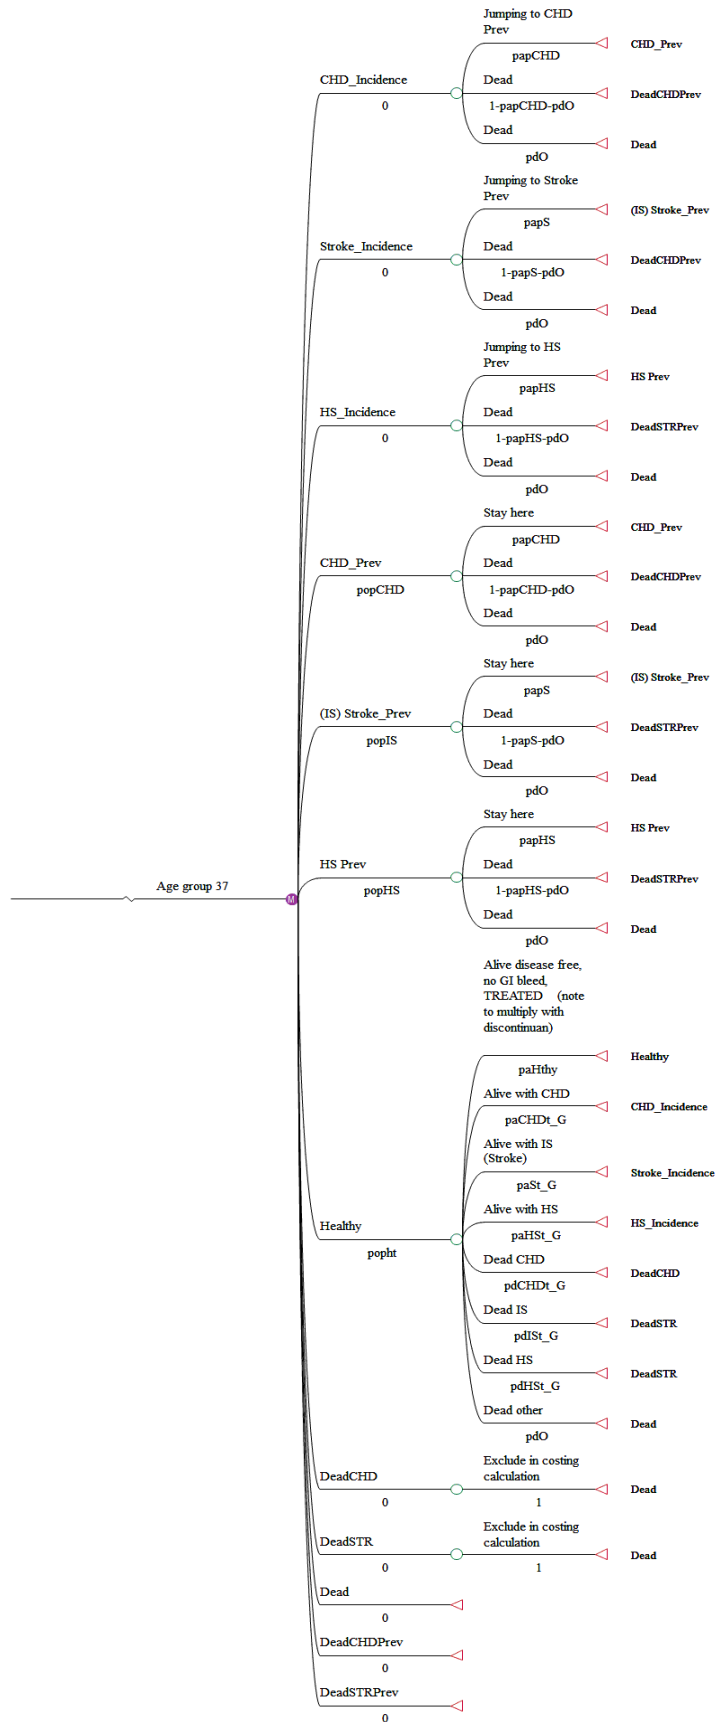 Jumping to CHD
Prev
papCHD
CHD_Prev
CHD_Incidence
0
Dead
1-papCHD-pdO
DeadCHDPrev
Dead
pdO
Dead
Jumping to Stroke
Prev
papS
(IS) Stroke_Prev
Stroke_Incidence
0
Dead
1-papS-pdO
DeadCHDPrev
Dead
pdO
Dead
Jumping to HS
Prev
papHS
HS Prev
HS_Incidence
0
Dead
1-papHS-pdO
DeadSTRPrev
Dead
pdO
Dead
Stay here
papCHD
CHD_Prev
CHD_Prev
popCHD
Dead
1-papCHD-pdO
DeadCHDPrev
Dead
pdO
Dead
Stay here
papS
(IS) Stroke_Prev
(IS) Stroke_Prev
popIS
Dead
1-papS-pdO
DeadSTRPrev
Dead
pdO
Dead
Stay here
papHS
HS Prev
HS Prev
popHS
Dead
1-papHS-pdO
DeadSTRPrev
Dead
pdO
Dead
Age group 37
M
Alive disease free,
no GI bleed,
TREATED (note
to multiply with
discontinuan)
paHthy
Healthy
Alive with CHD
paCHDt_G
CHD_Incidence
Alive with IS
(Stroke)
paSt_G
Stroke_Incidence
Healthy
popht
Alive with HS
paHSt_G
HS_Incidence
Dead CHD
pdCHDt_G
DeadCHD
Dead IS
pdISt_G
DeadSTR
Dead HS
pdHSt_G
DeadSTR
Dead other
pdO
Dead
DeadCHD
0
Exclude in costing
calculation
1
Dead
DeadSTR
0
Exclude in costing
calculation
1
Dead
Dead
0
DeadCHDPrev
0
DeadSTRPrev
0